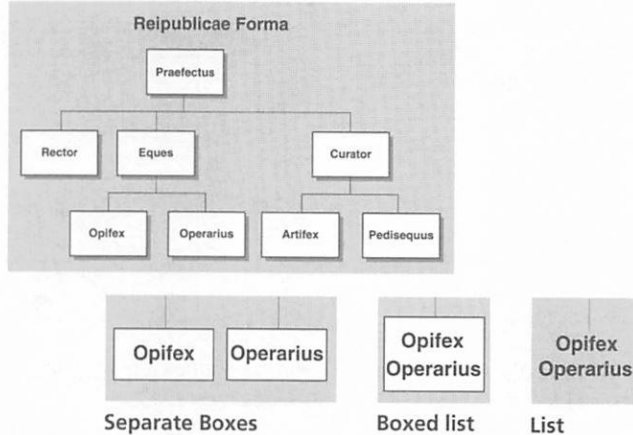 Reipublicae Forma
Praefectus
Rector Eques Curator
Opifex Operarius Artifex Pedisequus
Opifex Operarius
Separate Boxes
Opifex
Operarius
Boxed list
Opifex
Operarius
List